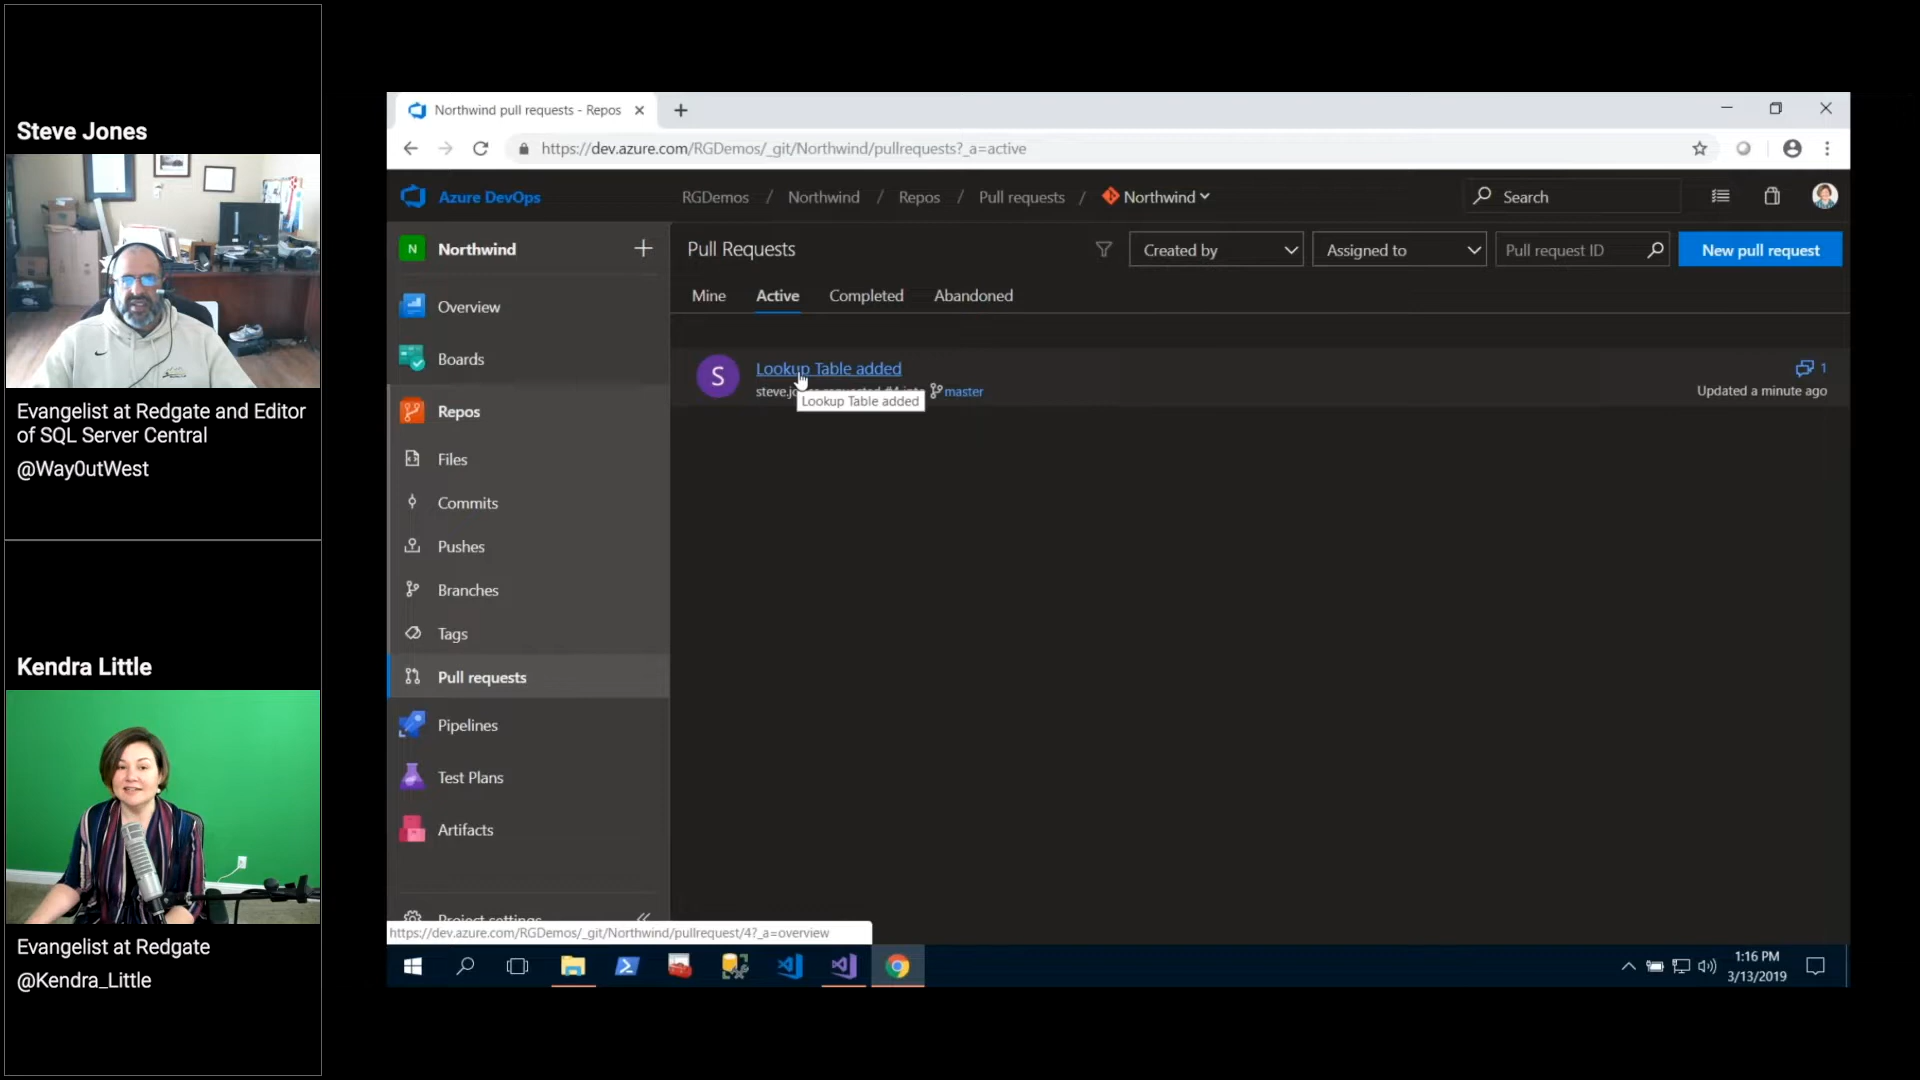 Steve Jones
Evangelist at Redgate and Editor
of SQL Server Central
@Way0utWest
Kendra Little
Evangelist at Redgate
@Kendra_Little
Northwind pull requests - Repos
https://dev.azure.com/RGDemos/_git/Northwind/pullrequests?_a=active
Azure DevOps
RGDemos / Northwind / Repos / Pull requests / Northwind
Search
N Northwind
Overview
Boards
Repos
Files
Commits
Pushes
Branches
Tags
Pull requests
Pipelines
Test Plans
Artifacts
Project settings
Pull Requests
Created by
Assigned to
Pull request ID
New pull request
Mine Active Completed Abandoned
S
Lookup Table added
1
master
Updated a minute ago
Lookup Table added
https://dev.azure.com/RGDemos/_git/Northwind/pullrequest/4?_a=overview
1:16 PM
3/13/2019